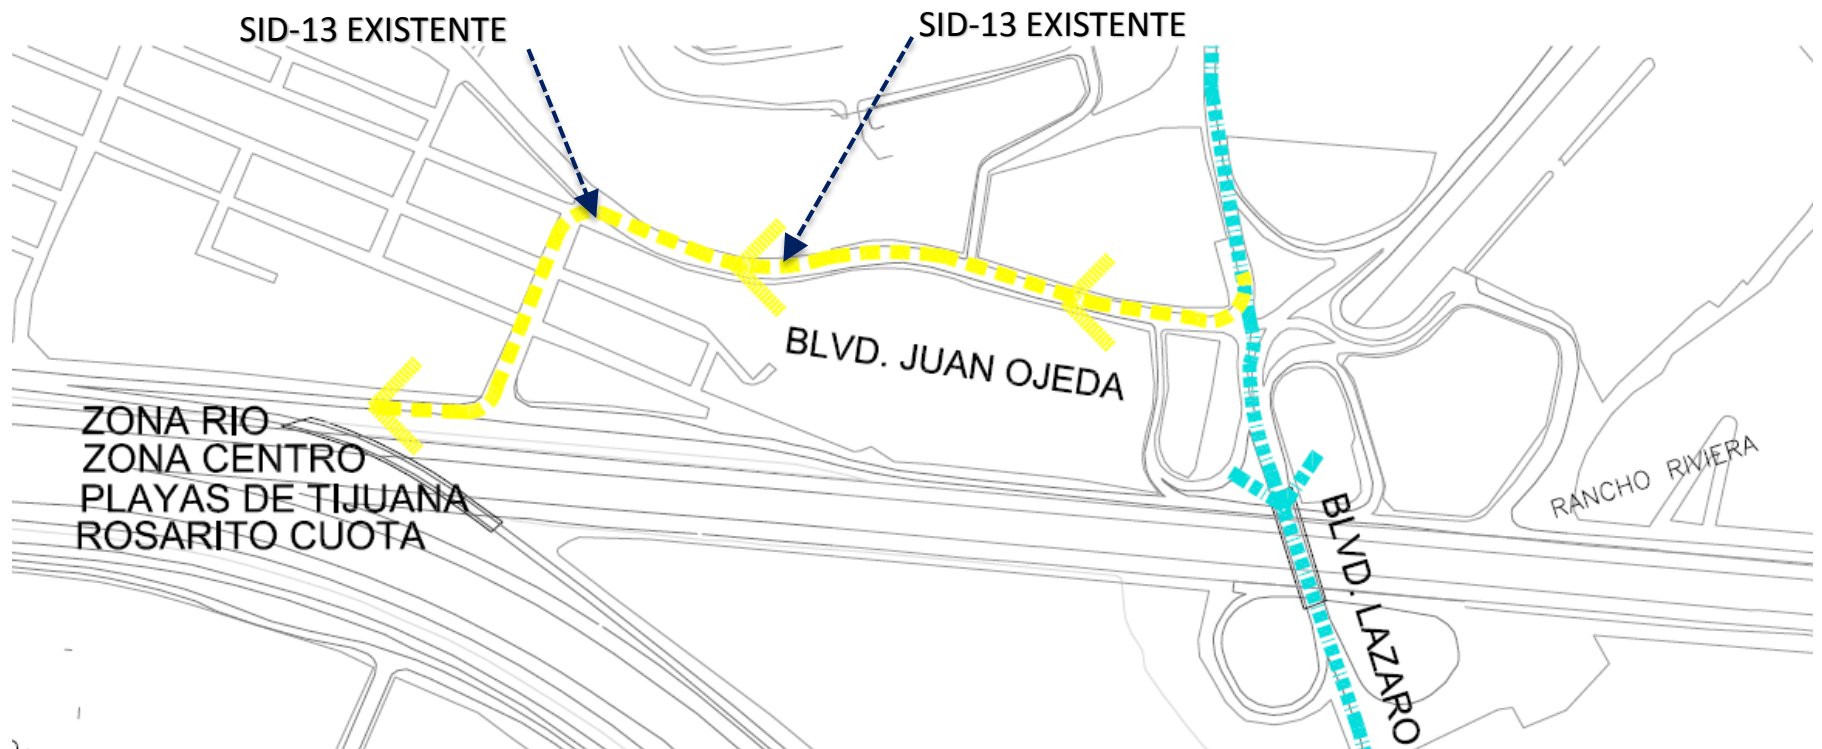 SID-13 EXISTENTE
SID-13 EXISTENTE
BLVD. JUAN OJEDA
ZONA RIO
ZONA CENTRO
PLAYAS DE TIJUANA
ROSARITO CUOTA
RANCHO RIVIERA
BLVD. LAZARO